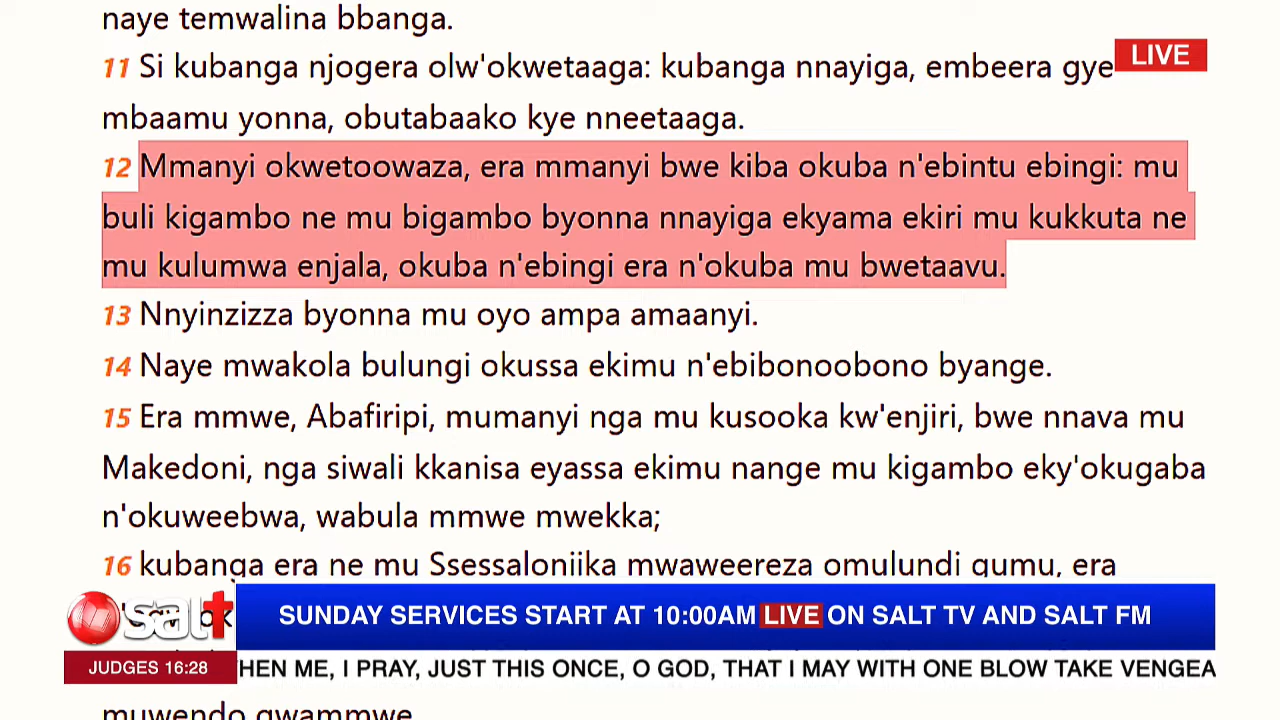 naye temwalina bbanga.
11 Si kubanga njogera olw'okwetaaga: kubanga nnayiga, embeera gye
LIVE
mbaamu yonna, obutabaako kye nneetaaga.
12 Mmanyi okwetoowaza, era mmanyi bwe kiba okuba n'ebintu ebingi: mu
buli kigambo ne mu bigambo byonna nnayiga ekyama ekiri mu kukkuta ne
mu kulumwa enjala, okuba n'ebingi era n'okuba mu bwetaavu.
13 Nnyinzizza byonna mu oyo ampa amaanyi.
14 Naye mwakola bulungi okussa ekimu n'ebibonoobono byange.
15 Era mmwe, Abafiripi, mumanyi nga mu kusooka kw'enjiri, bwe nnava mu
Makedoni, nga siwali kkanisa eyassa ekimu nange mu kigambo eky'okugaba
n'okuweebwa, wabula mmwe mwekka;
16 kubanga era ne mu Ssessaloniika mwaweereza omulundi gumu, era
salt
SUNDAY SERVICES START AT 10:00AM LIVE ON SALT TV AND SALT FM
JUDGES 16:28
HEN ME, I PRAY, JUST THIS ONCE, O GOD, THAT I MAY WITH ONE BLOW TAKE VENGEA
muwendo gwammwe.